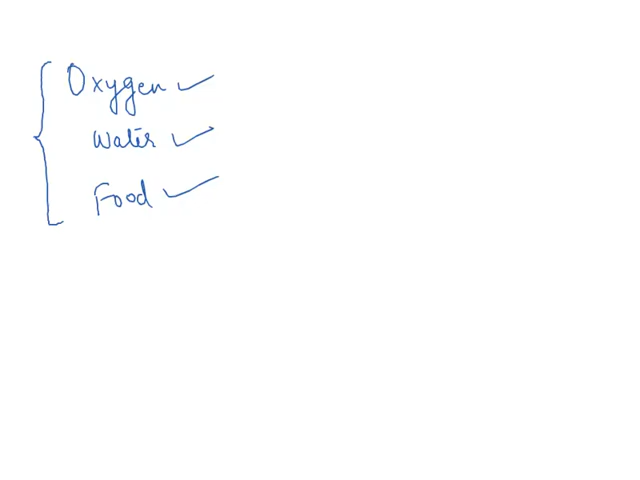 Oxygen ✓
Water ✓
Food ✓